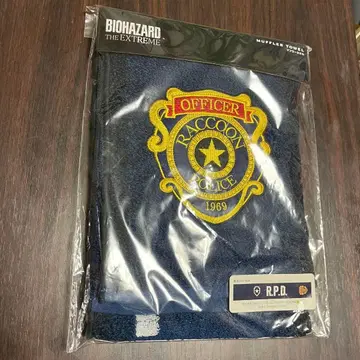 BIOHAZARD
THE EXTREME
MUFFLER TOWEL
OFFICER
RACCOON
POLICE
1969
R.P.D.